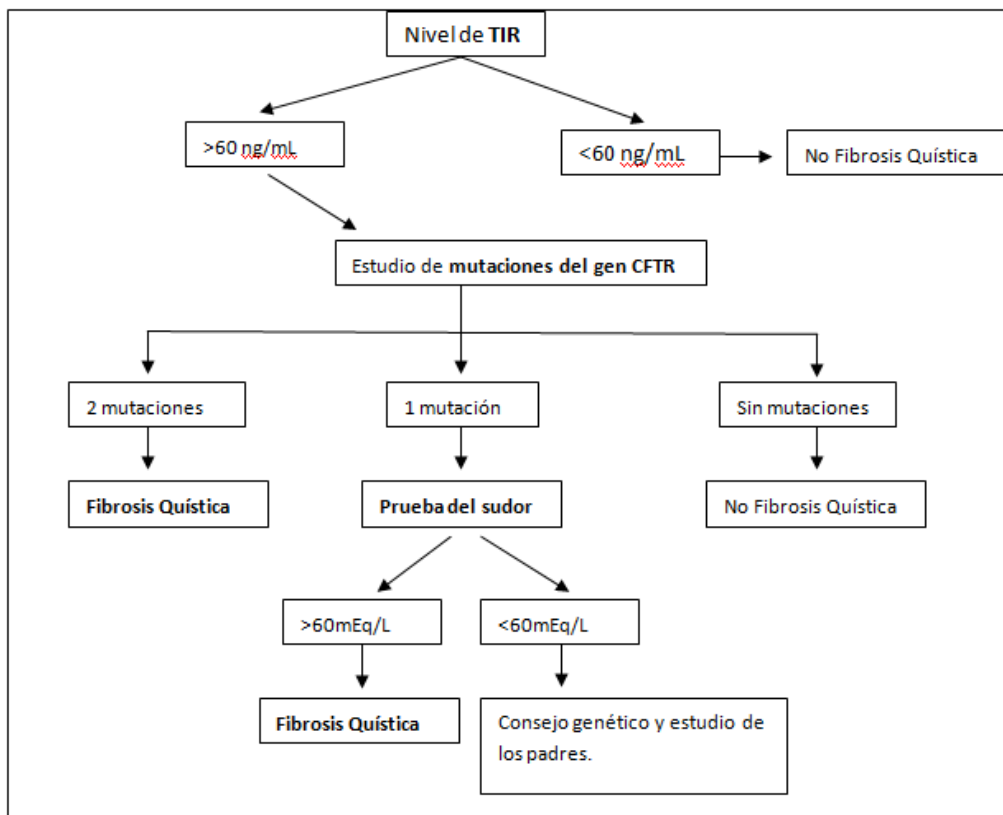 Nivel de TIR
>60 ng/mL
<60 ng/mL
No Fibrosis Quística
Estudio de mutaciones del gen CFTR
2 mutaciones
1 mutación
Sin mutaciones
Fibrosis Quística
Prueba del sudor
No Fibrosis Quística
>60mEq/L
<60mEq/L
Fibrosis Quística
Consejo genético y estudio de
los padres.